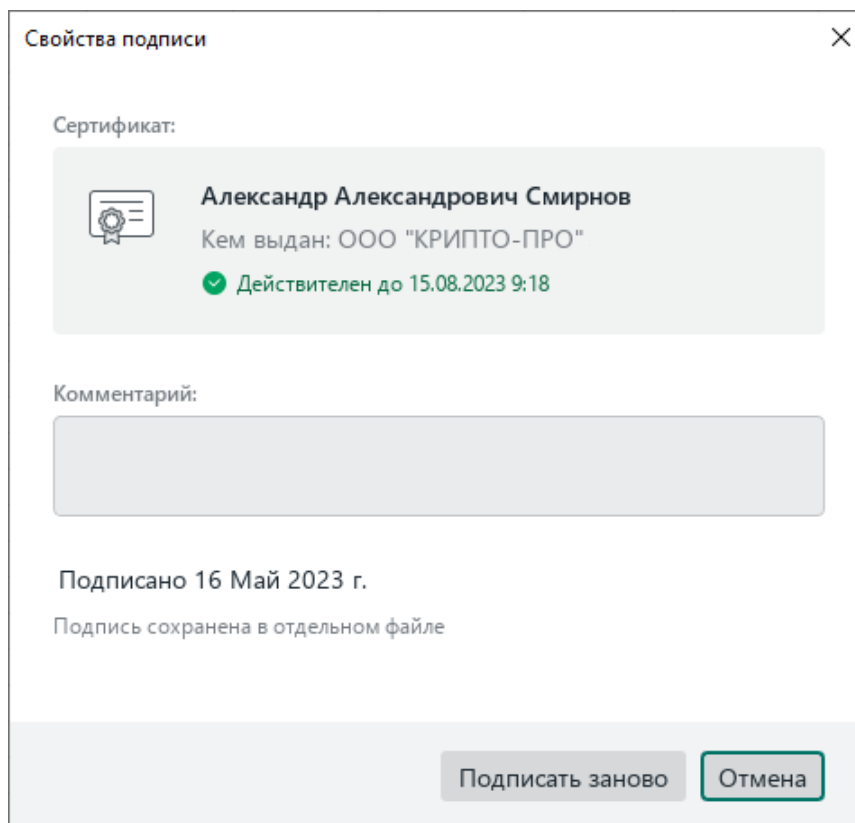 Свойства подписи
Сертификат:
Александр Александрович Смирнов
Кем выдан: ООО "КРИПТО-ПРО"
Действителен до 15.08.2023 9:18
Комментарий:
Подписано 16 Май 2023 г.
Подпись сохранена в отдельном файле
Подписать заново
Отмена